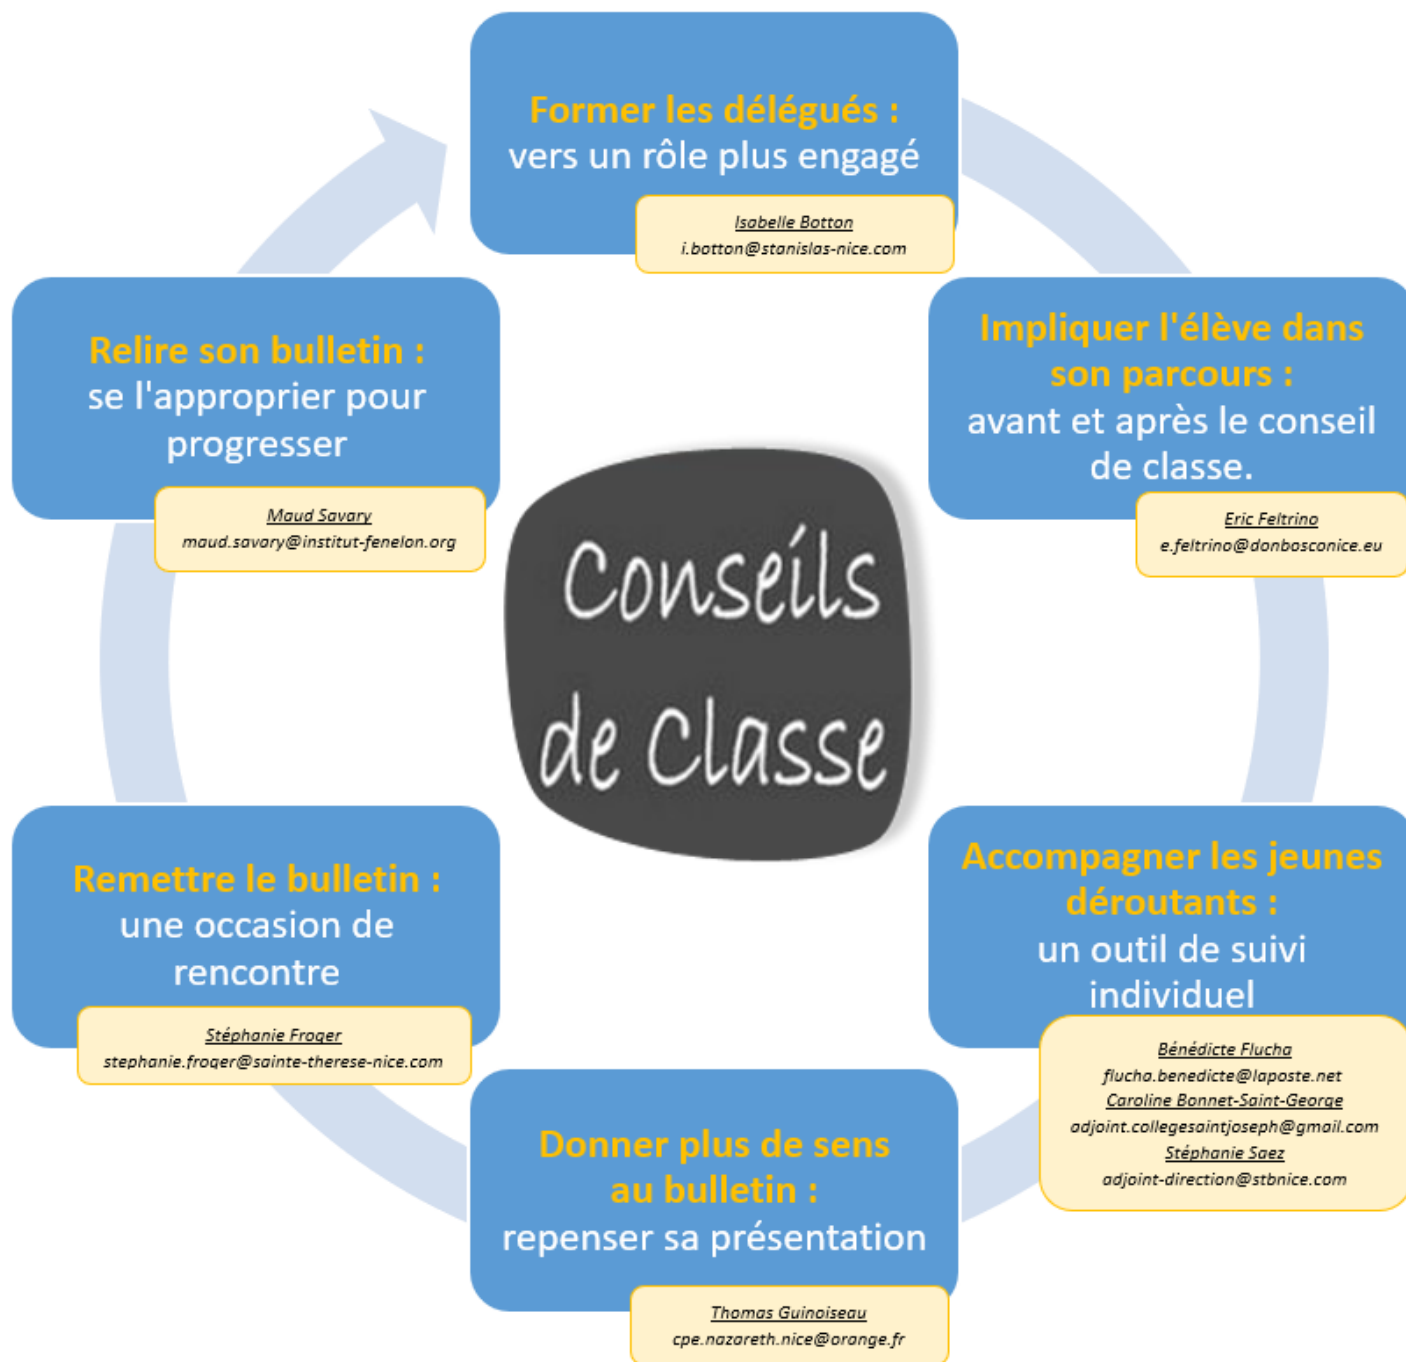 Former les délégués :
vers un rôle plus engagé
Isabelle Botton
i.botton@stanislas-nice.com
Impliquer l'élève dans
son parcours :
avant et après le conseil
de classe.
Eric Feltrino
e.feltrino@donbosconice.eu
Accompagner les jeunes
déroutants :
un outil de suivi
individuel
Bénédicte Flucha
flucha.benedicte@laposte.net
Caroline Bonnet-Saint-George
adjoint.collegesaintjoseph@gmail.com
Stéphanie Saez
adjoint-direction@stbnice.com
Donner plus de sens
au bulletin :
repenser sa présentation
Thomas Guinoiseau
cpe.nazareth.nice@orange.fr
Remettre le bulletin :
une occasion de
rencontre
Stéphanie Froger
stephanie.froger@sainte-therese-nice.com
Relire son bulletin :
se l'approprier pour
progresser
Maud Savary
maud.savary@institut-fenelon.org
Conseils
de Classe